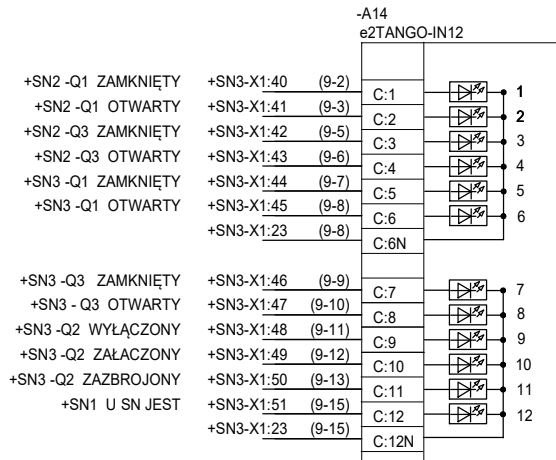 -A14
e2TANGO-IN12
+SN2 -Q1 ZAMKNIĘTY +SN3-X1:40 (9-2) C:1 1
+SN2 -Q1 OTWARTY +SN3-X1:41 (9-3) C:2 2
+SN2 -Q3 ZAMKNIĘTY +SN3-X1:42 (9-5) C:3 3
+SN2 -Q3 OTWARTY +SN3-X1:43 (9-6) C:4 4
+SN3 -Q1 ZAMKNIĘTY +SN3-X1:44 (9-7) C:5 5
+SN3 -Q1 OTWARTY +SN3-X1:45 (9-8) C:6 6
+SN3-X1:23 (9-8) C:6N
+SN3 -Q3 ZAMKNIĘTY +SN3-X1:46 (9-9) C:7 7
+SN3 - Q3 OTWARTY +SN3-X1:47 (9-10) C:8 8
+SN3 -Q2 WYŁĄCZONY +SN3-X1:48 (9-11) C:9 9
+SN3 -Q2 ZAŁACZONY +SN3-X1:49 (9-12) C:10 10
+SN3 -Q2 ZAZBROJONY +SN3-X1:50 (9-13) C:11 11
+SN1 U SN JEST +SN3-X1:51 (9-15) C:12 12
+SN3-X1:23 (9-15) C:12N